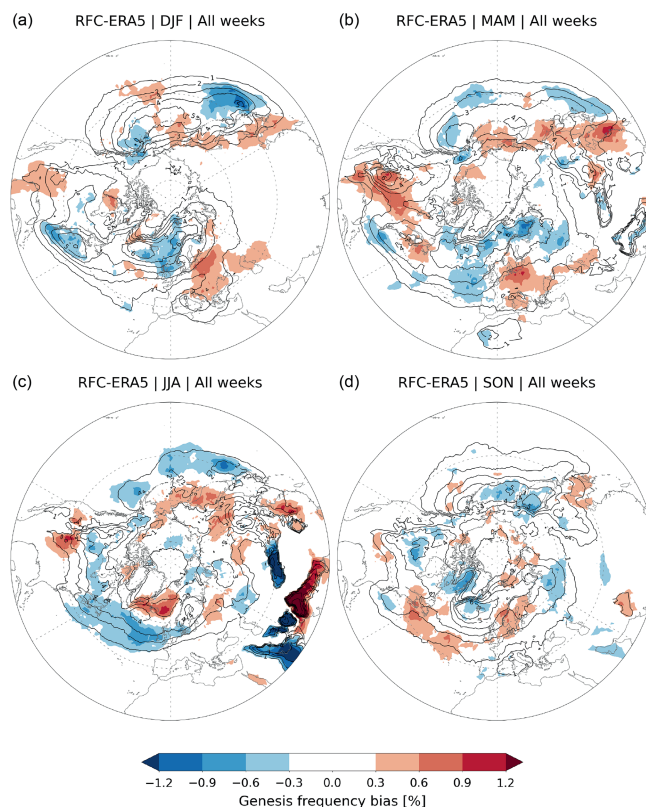 (a) RFC-ERA5 | DJF | All weeks
(b) RFC-ERA5 | MAM | All weeks
(c) RFC-ERA5 | JJA | All weeks
(d) RFC-ERA5 | SON | All weeks
−1.2 −0.9 −0.6 −0.3 0.0 0.3 0.6 0.9 1.2
Genesis frequency bias [%]